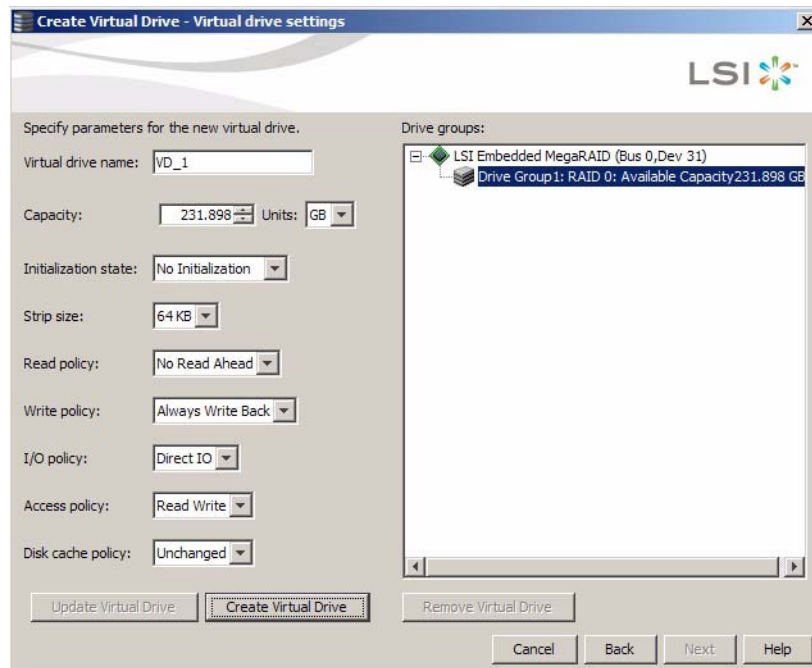 Create Virtual Drive - Virtual drive settings
LSI
Specify parameters for the new virtual drive.
Virtual drive name: VD_1
Capacity: 231.898 Units: GB
Initialization state: No Initialization
Strip size: 64 KB
Read policy: No Read Ahead
Write policy: Always Write Back
I/O policy: Direct IO
Access policy: Read Write
Disk cache policy: Unchanged
Drive groups:
LSI Embedded MegaRAID (Bus 0,Dev 31)
Drive Group1: RAID 0: Available Capacity231.898 GB
Update Virtual Drive Create Virtual Drive Remove Virtual Drive
Cancel Back Next Help